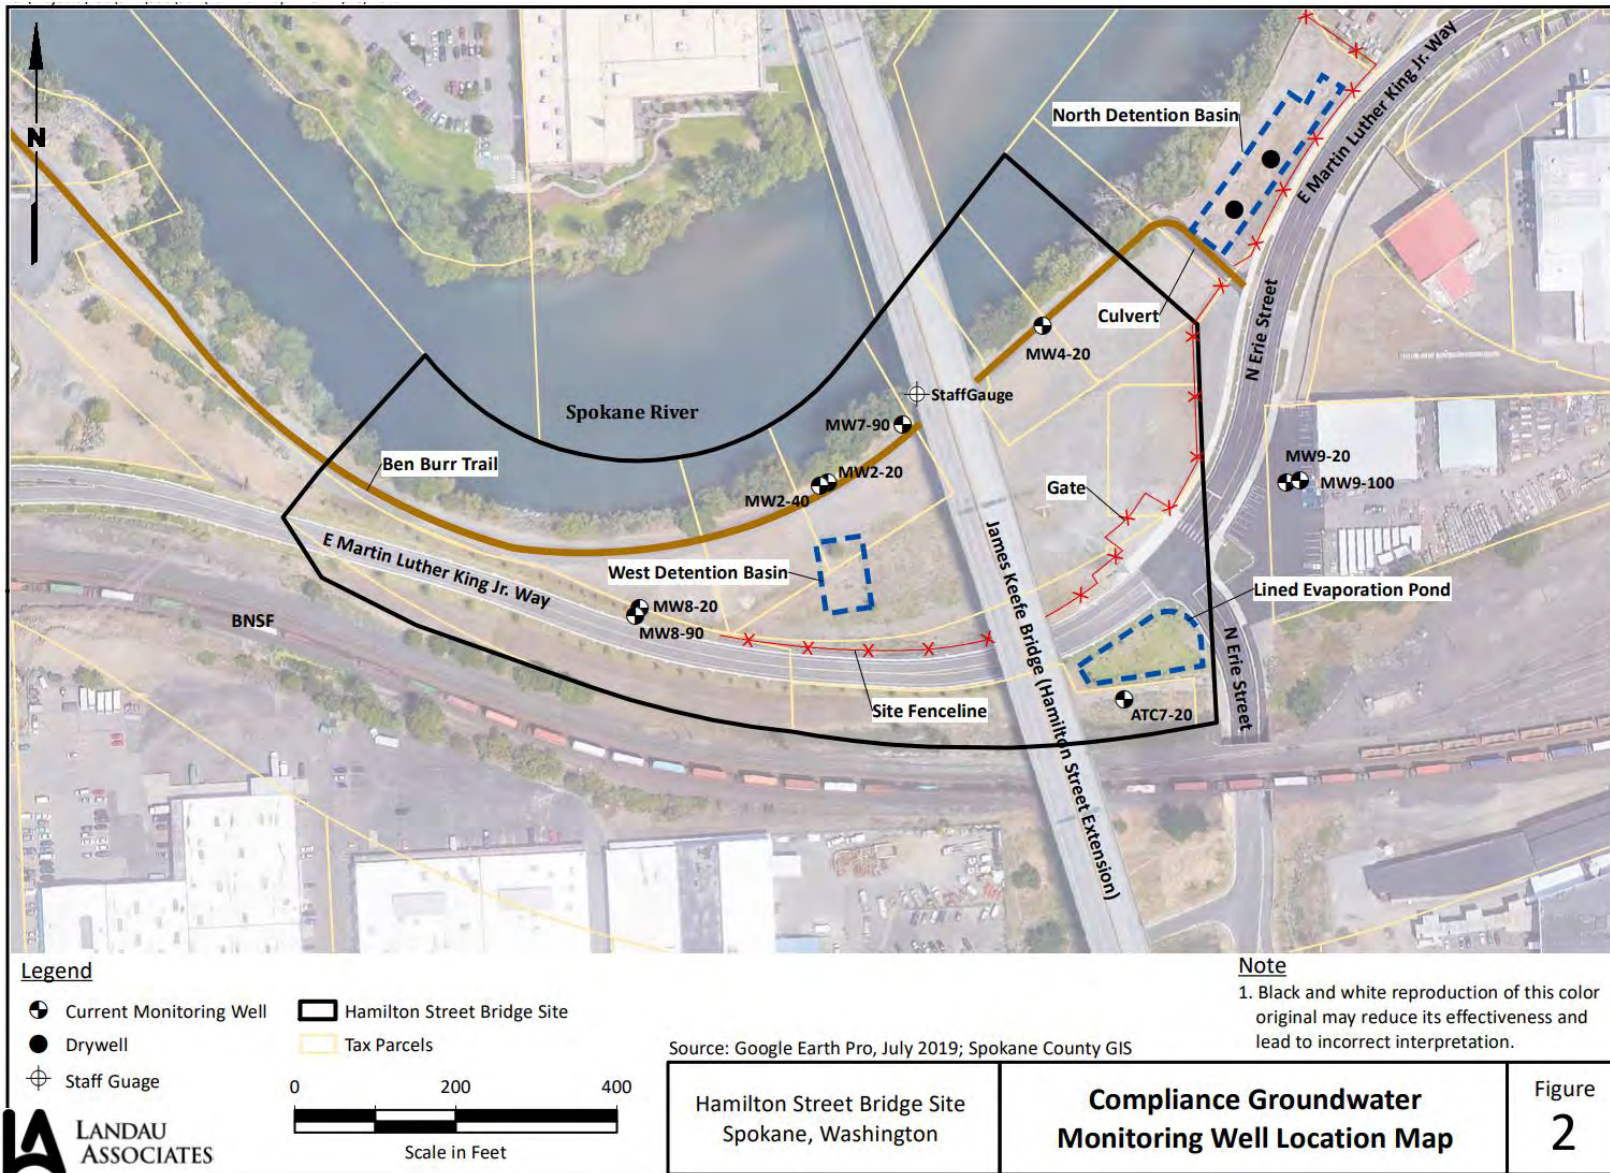 N
North Detention Basin
E Martin Luther King Jr. Way
Culvert
N Erie Street
MW4-20
StaffGauge
Spokane River
MW7-90
Ben Burr Trail
MW2-20
MW2-40
MW9-20
MW9-100
Gate
E Martin Luther King Jr. Way
James Keefe Bridge (Hamilton Street Extension)
West Detention Basin
Lined Evaporation Pond
BNSF
MW8-20
MW8-90
N Erie Street
Site Fenceline
ATC7-20
Legend
Current Monitoring Well
Hamilton Street Bridge Site
Drywell
Tax Parcels
Staff Guage
0 200 400
Scale in Feet
LANDAU
ASSOCIATES
Note
1. Black and white reproduction of this color
original may reduce its effectiveness and
lead to incorrect interpretation.
Source: Google Earth Pro, July 2019; Spokane County GIS
Hamilton Street Bridge Site
Spokane, Washington
Compliance Groundwater
Monitoring Well Location Map
Figure
2